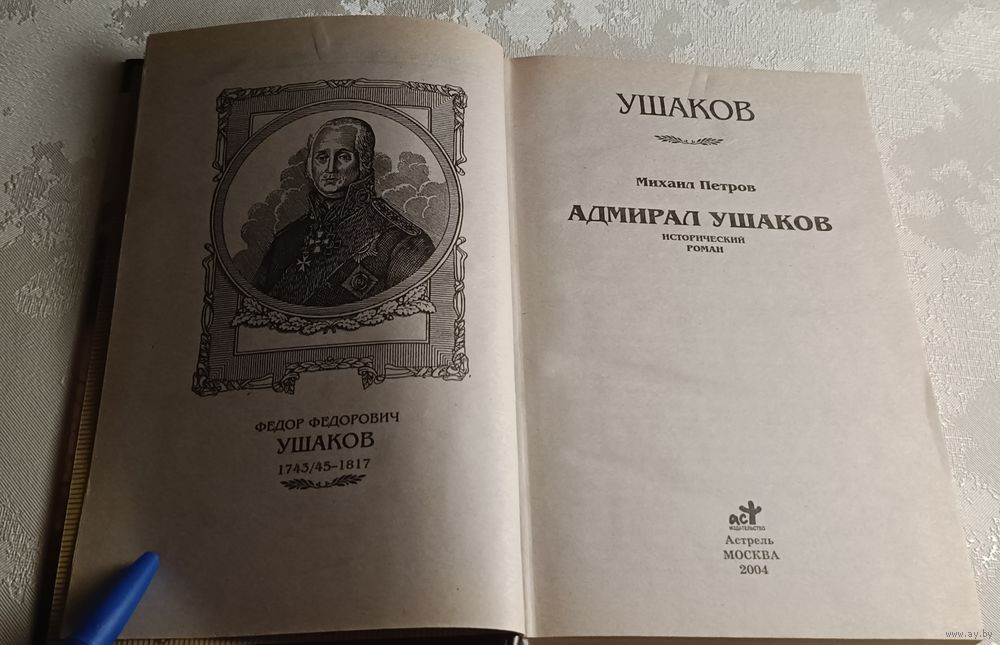 ФЕДОР ФЕДОРОВИЧ
УШАКОВ
1743/45–1817
УШАКОВ
Михаил Петров
АДМИРАЛ УШАКОВ
ИСТОРИЧЕСКИЙ
РОМАН
аст
ИЗДАТЕЛЬСТВО
Астрель
МОСКВА
2004
www.ay.by